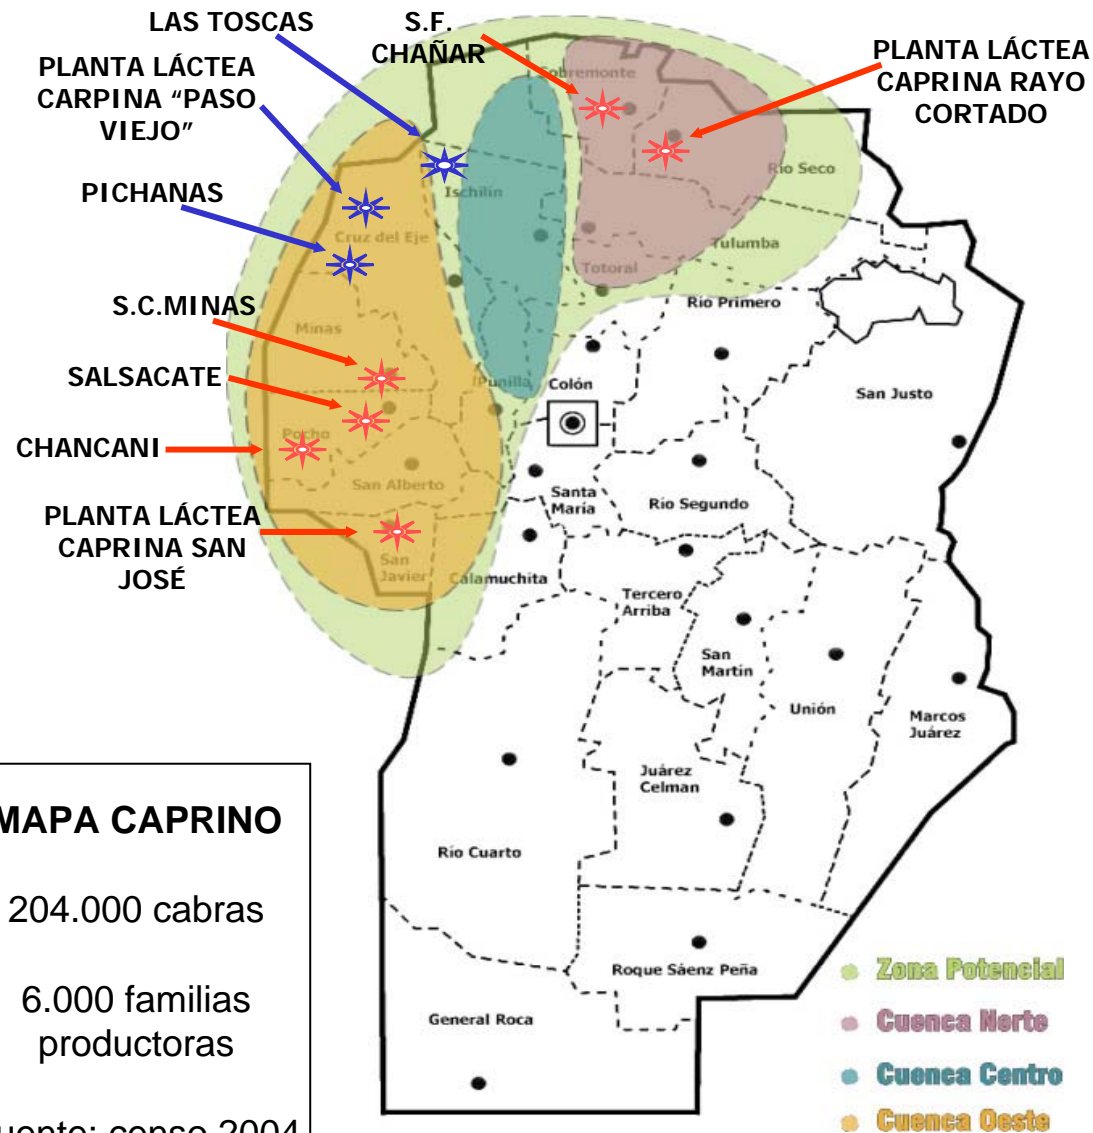 LAS TOSCAS
S.F.
CHAÑAR
PLANTA LÁCTEA
CAPRINA RAYO
CORTADO
PLANTA LÁCTEA
CARPINA “PASO
VIEJO”
PICHANAS
S.C.MINAS
SALSACATE
CHANCANI
PLANTA LÁCTEA
CAPRINA SAN
JOSÉ
Sobremonte
Río Seco
Ischilín
Cruz del Eje
Tulumba
Totoral
Río Primero
Minas
Punilla
Colón
San Justo
Pocho
San Alberto
Santa
María
Río Segundo
San
Javier
Calamuchita
Tercero
Arriba
San
Martín
Unión
Marcos
Juárez
Juárez
Celman
Río Cuarto
Roque Sáenz Peña
General Roca
MAPA CAPRINO
204.000 cabras
6.000 familias
productoras
uente: censo 2004
Zona Potencial
Cuenca Norte
Cuenca Centro
Cuenca Oeste